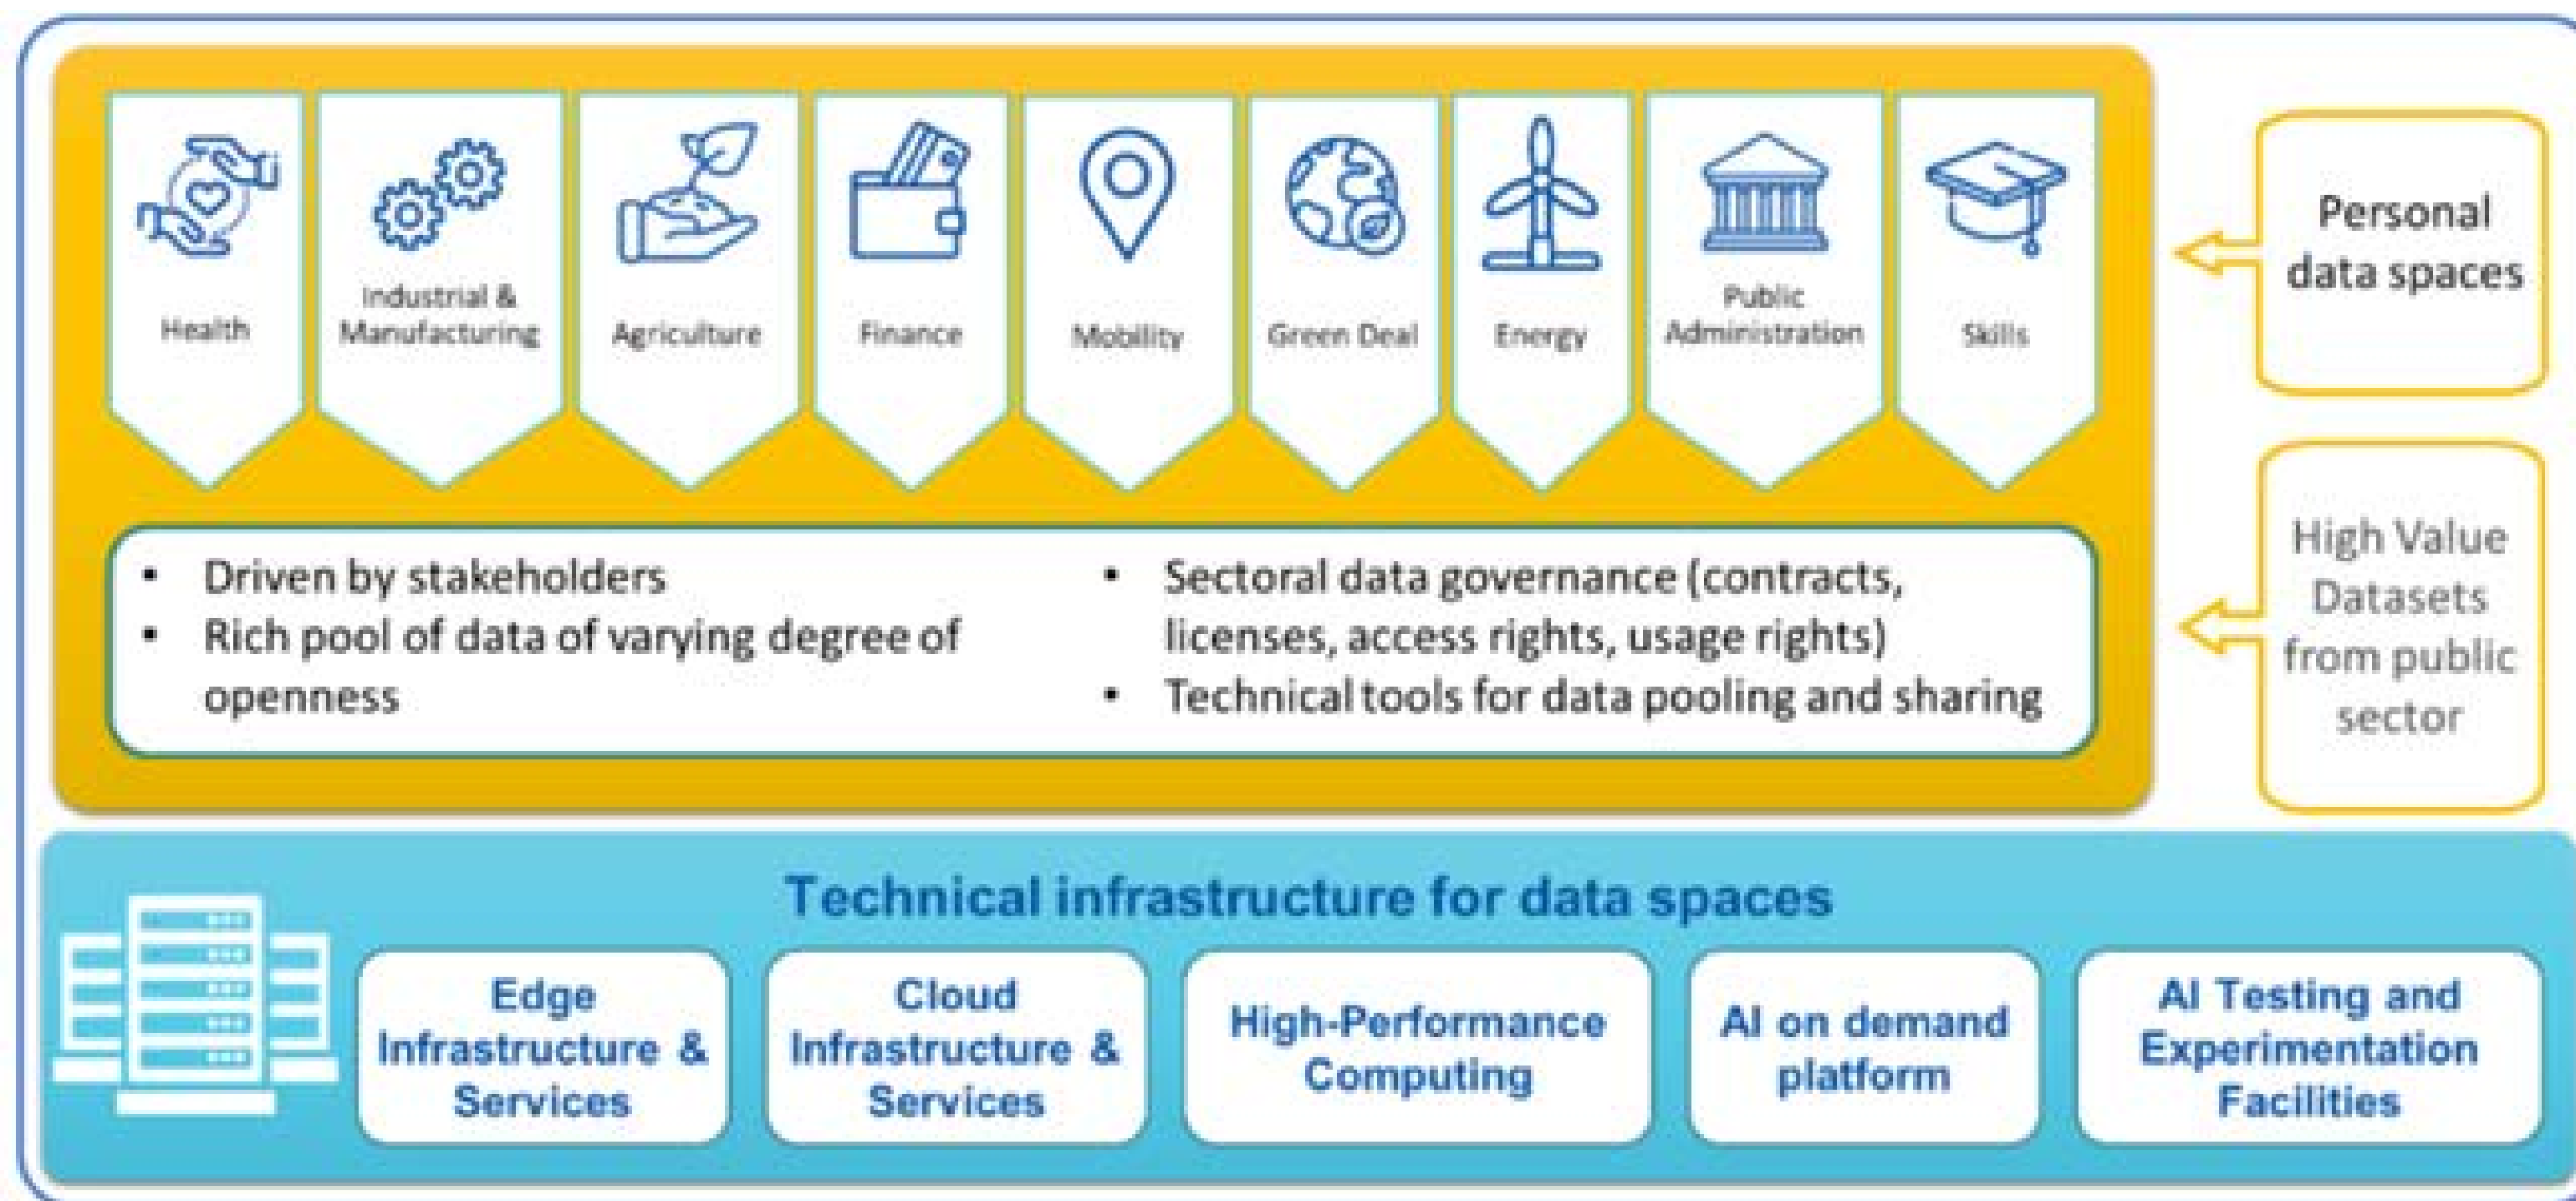 Health
Industrial &
Manufacturing
Agriculture
Finance
Mobility
Green Deal
Energy
Public
Administration
Skills
Personal
data spaces
• Driven by stakeholders
• Rich pool of data of varying degree of
openness
• Sectoral data governance (contracts,
licenses, access rights, usage rights)
• Technical tools for data pooling and sharing
High Value
Datasets
from public
sector
Technical infrastructure for data spaces
Edge
Infrastructure &
Services
Cloud
Infrastructure &
Services
High-Performance
Computing
AI on demand
platform
AI Testing and
Experimentation
Facilities